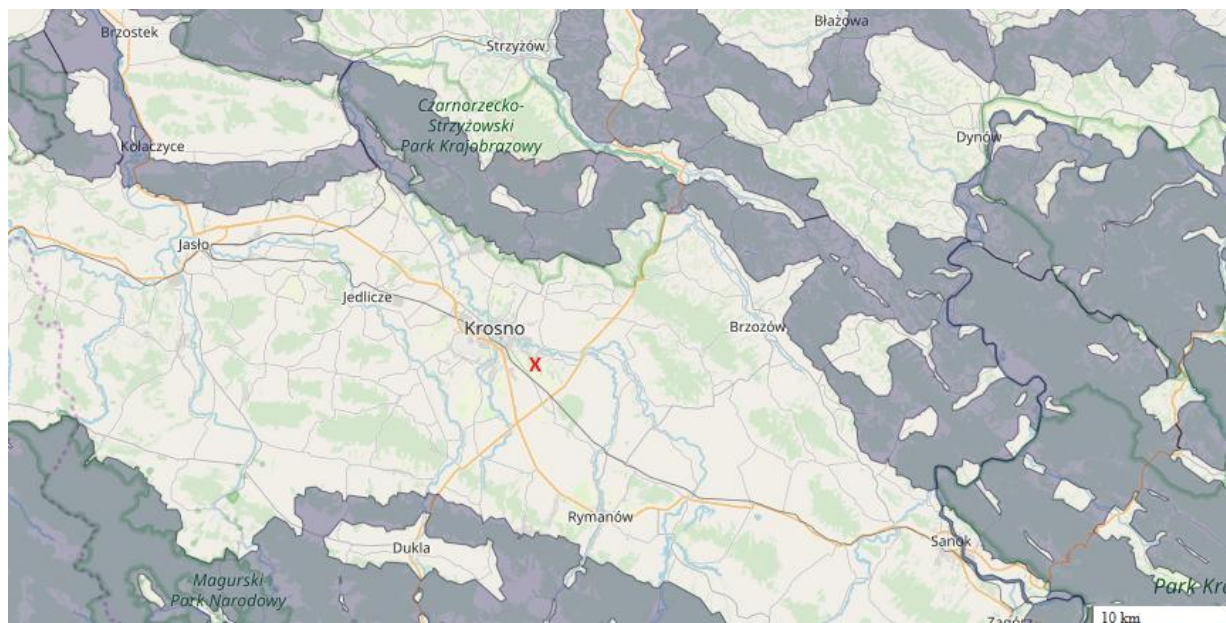 Brzostek
Błażowa
Strzyżów
Czarnorzecko-
Strzyżowski
Park Krajobrazowy
Dynów
Kołaczyce
Jasło
Jedlicze
Krosno
Brzozów
X
Rymanów
Dukla
Sanok
Magurski
Park Narodowy
Park Kr
Zagórz
10 km